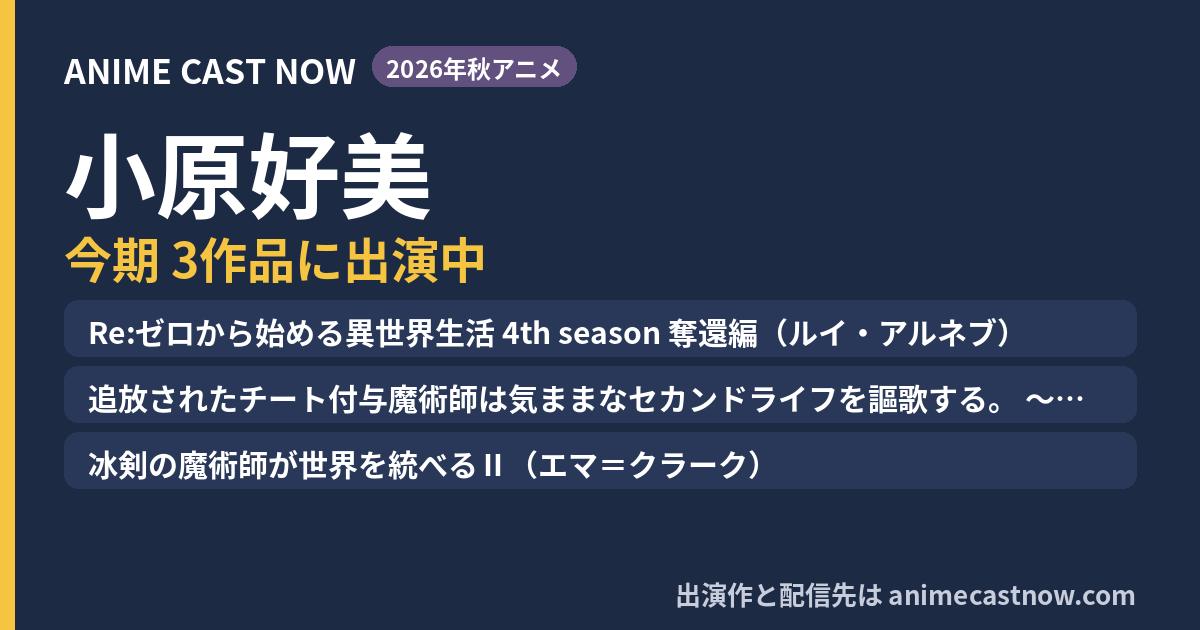 ANIME CAST NOW 2026年秋アニメ
小原好美
今期 3作品に出演中
Re:ゼロから始める異世界生活 4th season 奪還編（ルイ・アルネブ）
追放されたチート付与魔術師は気ままなセカンドライフを謳歌する。 〜…
冰剣の魔術師が世界を統べる II （エマ＝クラーク）
出演作と配信先は animecastnow.com